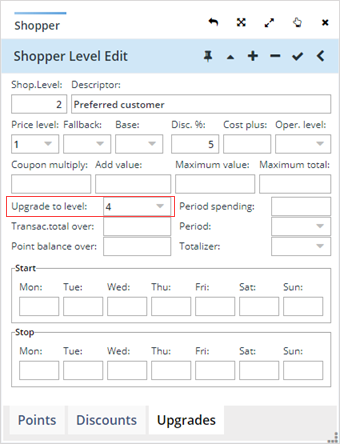 Shopper
Shopper Level Edit
Shop.Level: Descriptor:
2 Preferred customer
Price level: Fallback: Base: Disc. %: Cost plus: Oper. level:
1 5
Coupon multiply: Add value: Maximum value: Maximum total:
Upgrade to level: 4 Period spending:
Transac.total over: Period:
Point balance over: Totalizer:
Start
Mon: Tue: Wed: Thu: Fri: Sat: Sun:
Stop
Mon: Tue: Wed: Thu: Fri: Sat: Sun:
Points Discounts Upgrades